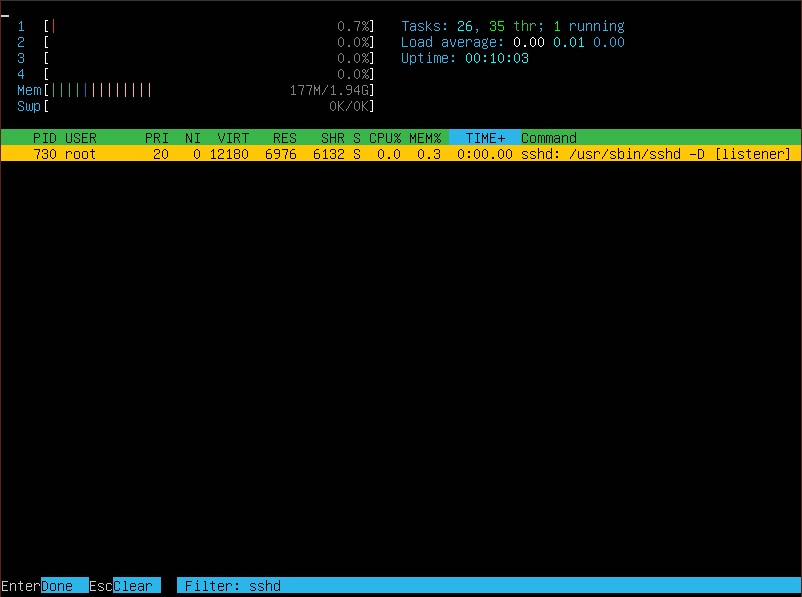 1 [| 0.7%] Tasks: 26, 35 thr; 1 running
2 [ 0.0%] Load average: 0.00 0.01 0.00
3 [ 0.0%] Uptime: 00:10:03
4 [ 0.0%]
Mem[||||||||||||| 177M/1.94G]
Swp[ 0K/0K]
PID USER PRI NI VIRT RES SHR S CPU% MEM% TIME+ Command
730 root 20 0 12180 6976 6132 S 0.0 0.3 0:00.00 sshd: /usr/sbin/sshd -D [listener]
EnterDone EscClear Filter: sshd